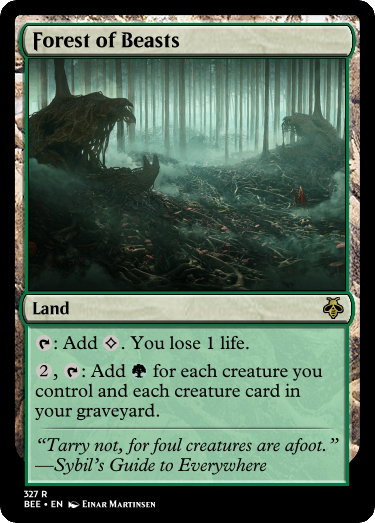 Forest of Beasts
Land
: Add . You lose 1 life.
2, : Add for each creature you
control and each creature card in
your graveyard.
“Tarry not, for foul creatures are afoot.”
—Sybil's Guide to Everywhere
327 R
BEE • EN Einar Martinsen